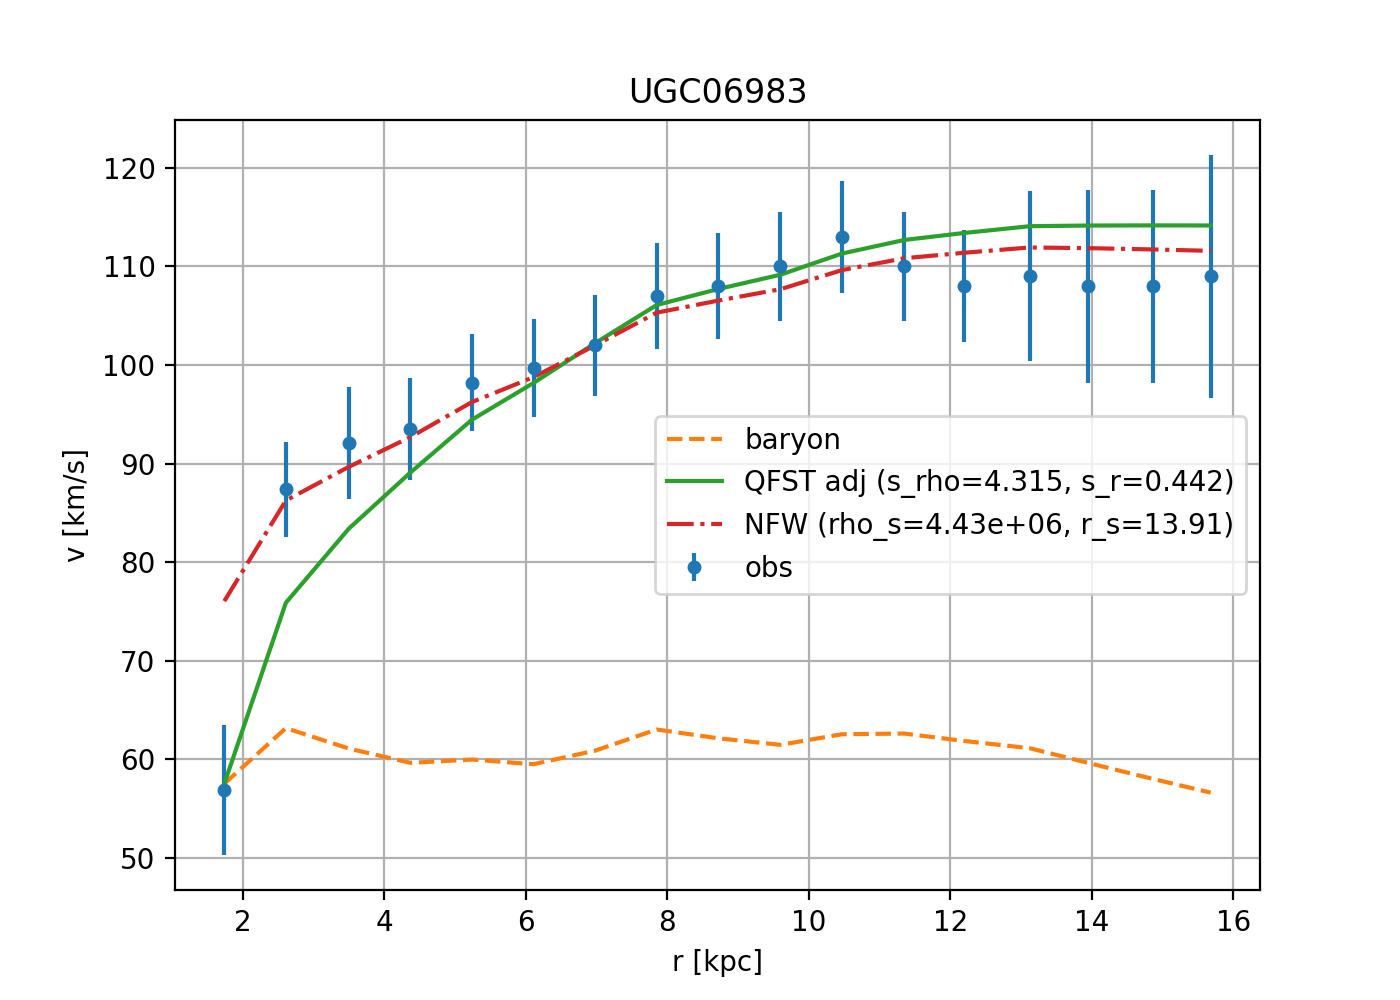 UGC06983
120
110
100
90
80
70
60
50
v [km/s]
baryon
QFST adj (s_rho=4.315, s_r=0.442)
NFW (rho_s=4.43e+06, r_s=13.91)
obs
2 4 6 8 10 12 14 16
r [kpc]